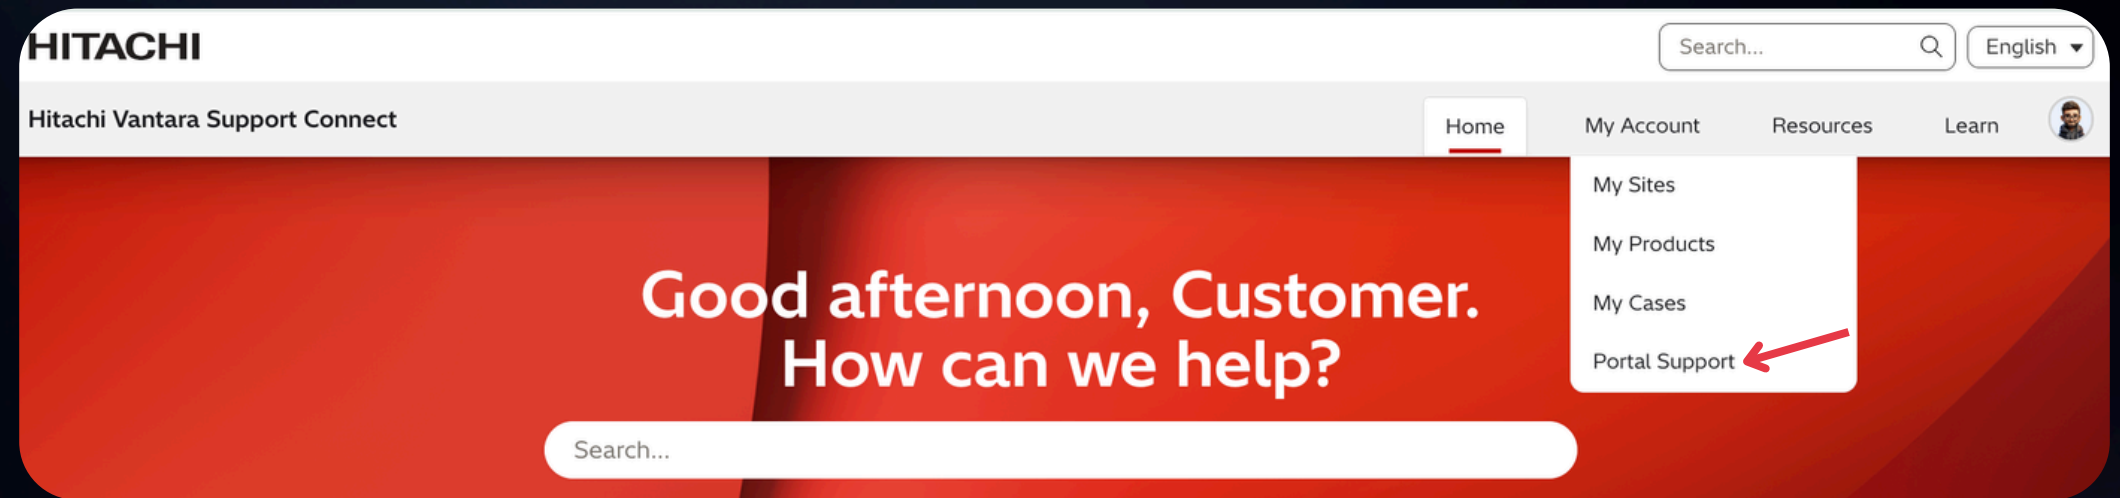 HITACHI
Search...
English
Hitachi Vantara Support Connect
Home
My Account
Resources
Learn
My Sites
My Products
My Cases
Portal Support
Good afternoon, Customer.
How can we help?
Search...